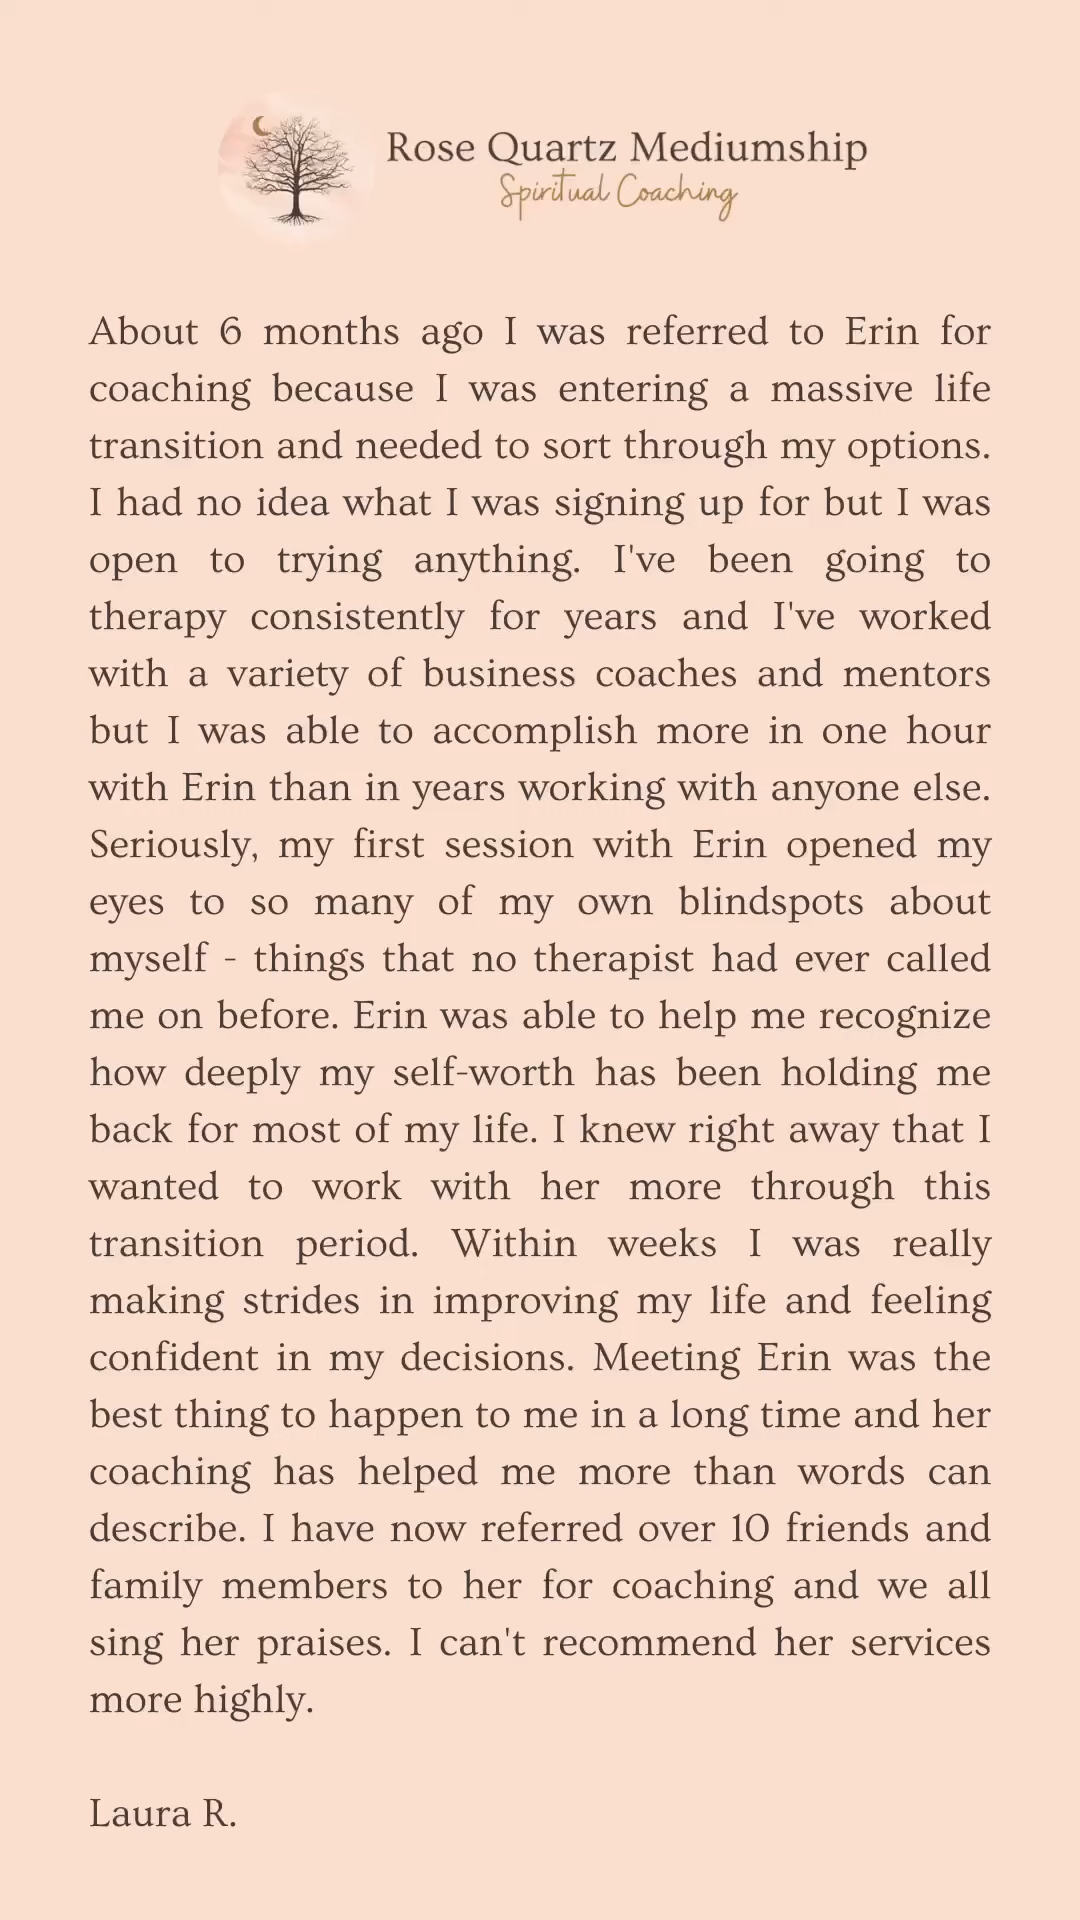 Rose Quartz Mediumship
Spiritual Coaching
About 6 months ago I was referred to Erin for
coaching because I was entering a massive life
transition and needed to sort through my options.
I had no idea what I was signing up for but I was
open to trying anything. I've been going to
therapy consistently for years and I've worked
with a variety of business coaches and mentors
but I was able to accomplish more in one hour
with Erin than in years working with anyone else.
Seriously, my first session with Erin opened my
eyes to so many of my own blindspots about
myself - things that no therapist had ever called
me on before. Erin was able to help me recognize
how deeply my self-worth has been holding me
back for most of my life. I knew right away that I
wanted to work with her more through this
transition period. Within weeks I was really
making strides in improving my life and feeling
confident in my decisions. Meeting Erin was the
best thing to happen to me in a long time and her
coaching has helped me more than words can
describe. I have now referred over 10 friends and
family members to her for coaching and we all
sing her praises. I can't recommend her services
more highly.
Laura R.